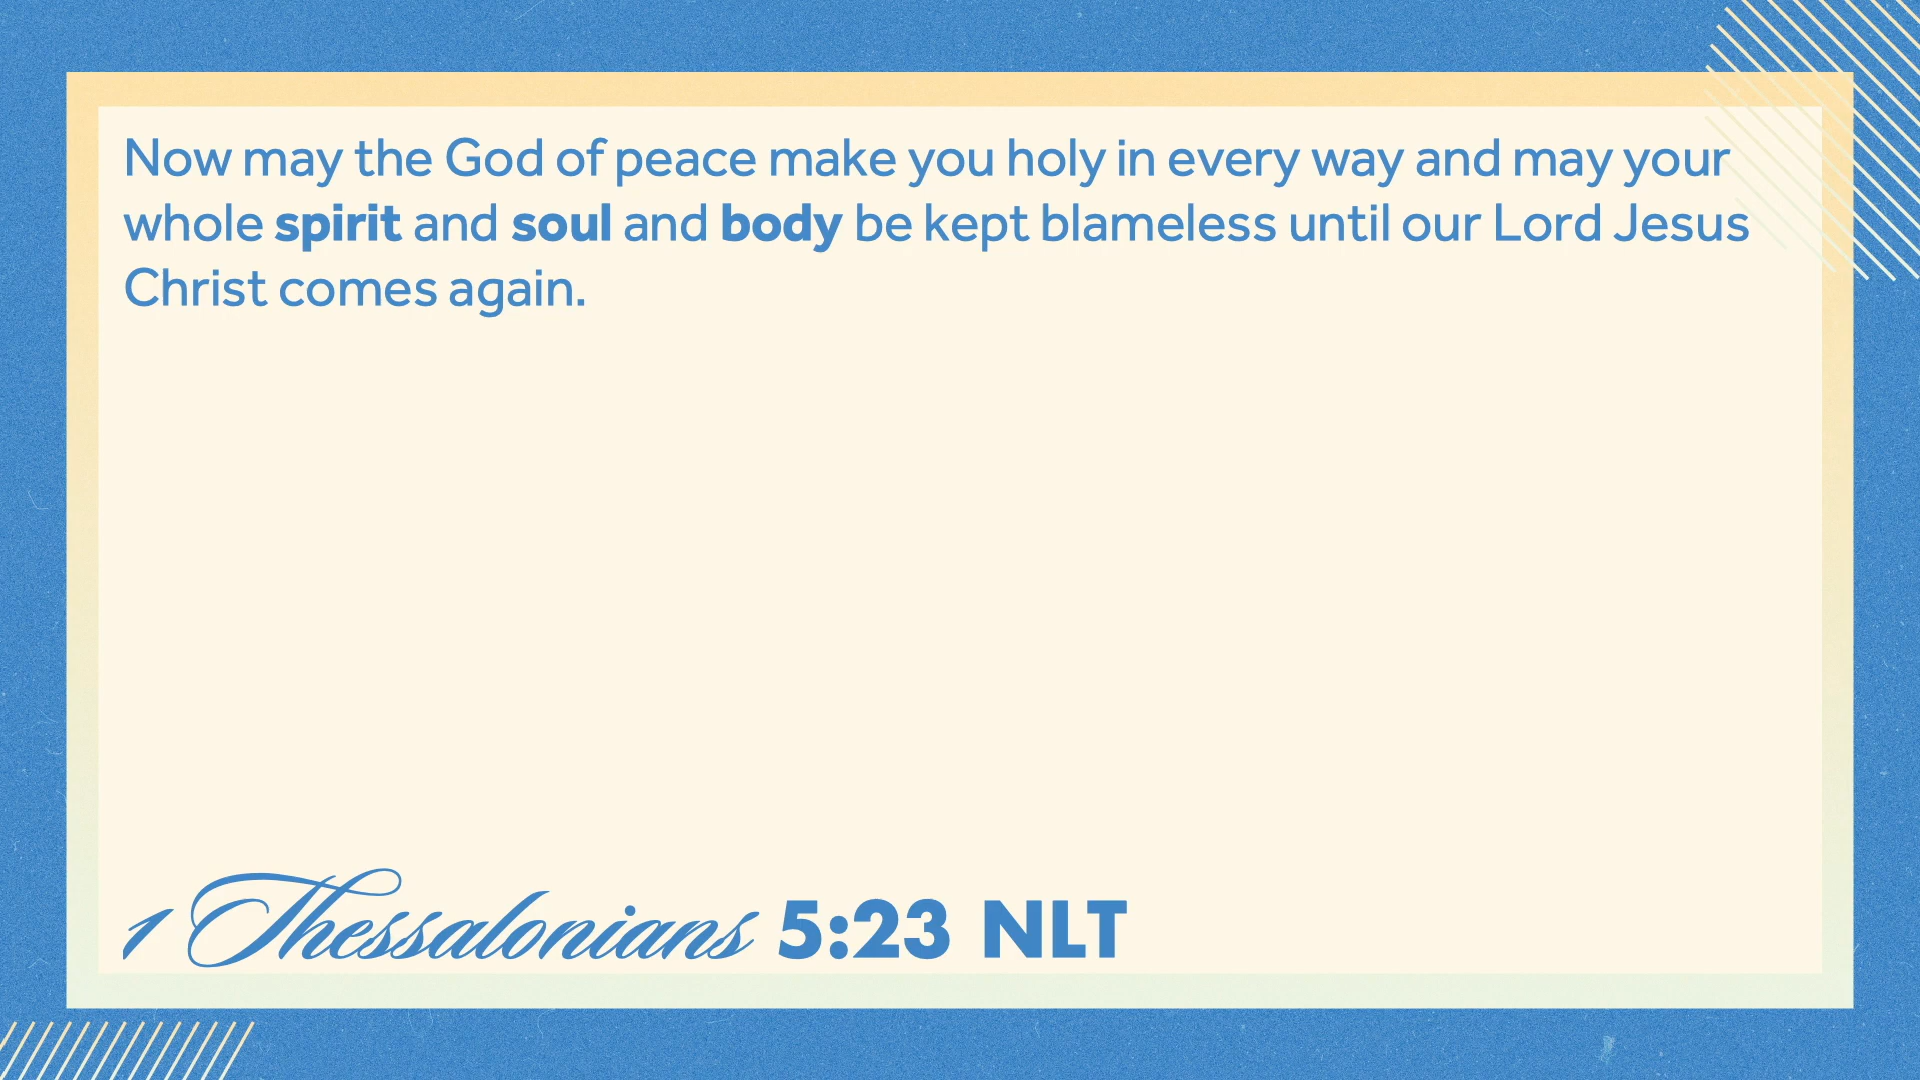 Now may the God of peace make you holy in every way and may your
whole spirit and soul and body be kept blameless until our Lord Jesus
Christ comes again.
1 Thessalonians 5:23 NLT